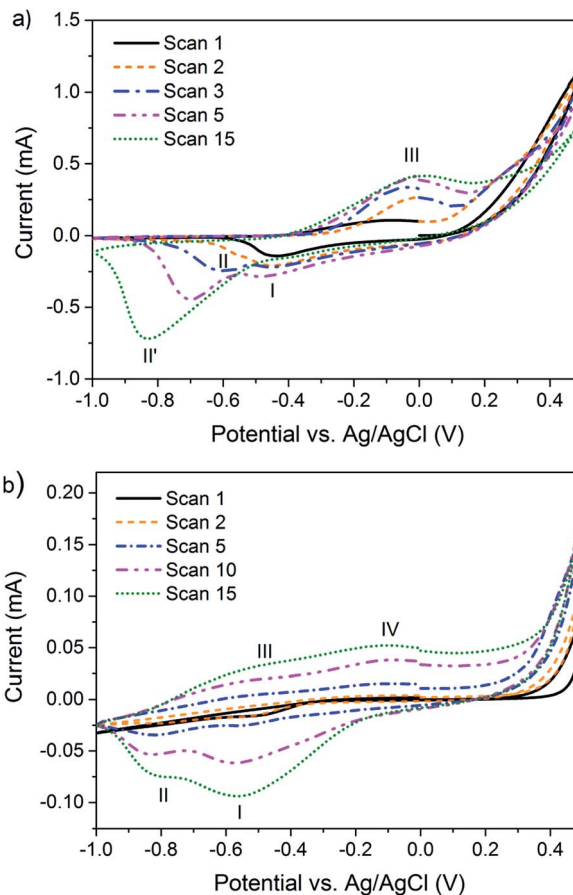 a)
1.5
1.0
0.5
0.0
-0.5
-1.0
Current (mA)
Scan 1
Scan 2
Scan 3
Scan 5
Scan 15
III
II
I
II'
-1.0 -0.8 -0.6 -0.4 -0.2 0.0 0.2 0.4
Potential vs. Ag/AgCl (V)
b)
0.20
0.15
0.10
0.05
0.00
-0.05
-0.10
Current (mA)
Scan 1
Scan 2
Scan 5
Scan 10
Scan 15
III
IV
II
I
-1.0 -0.8 -0.6 -0.4 -0.2 0.0 0.2 0.4
Potential vs. Ag/AgCl (V)